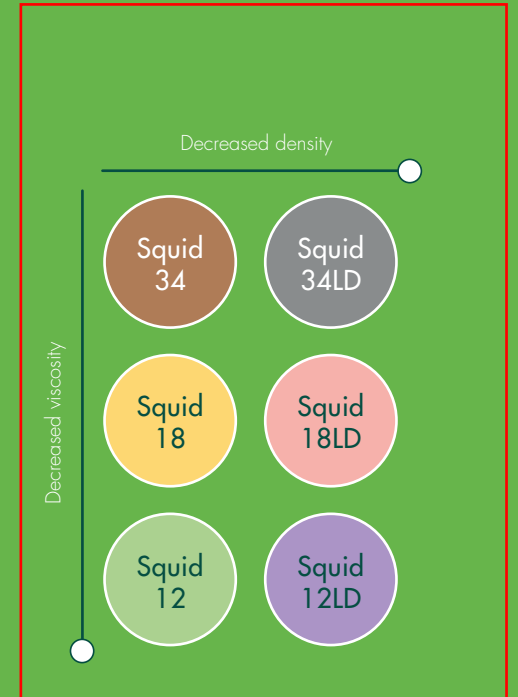 Decreased density
Decreased viscosity
Squid
34
Squid
34LD
Squid
18
Squid
18LD
Squid
12
Squid
12LD